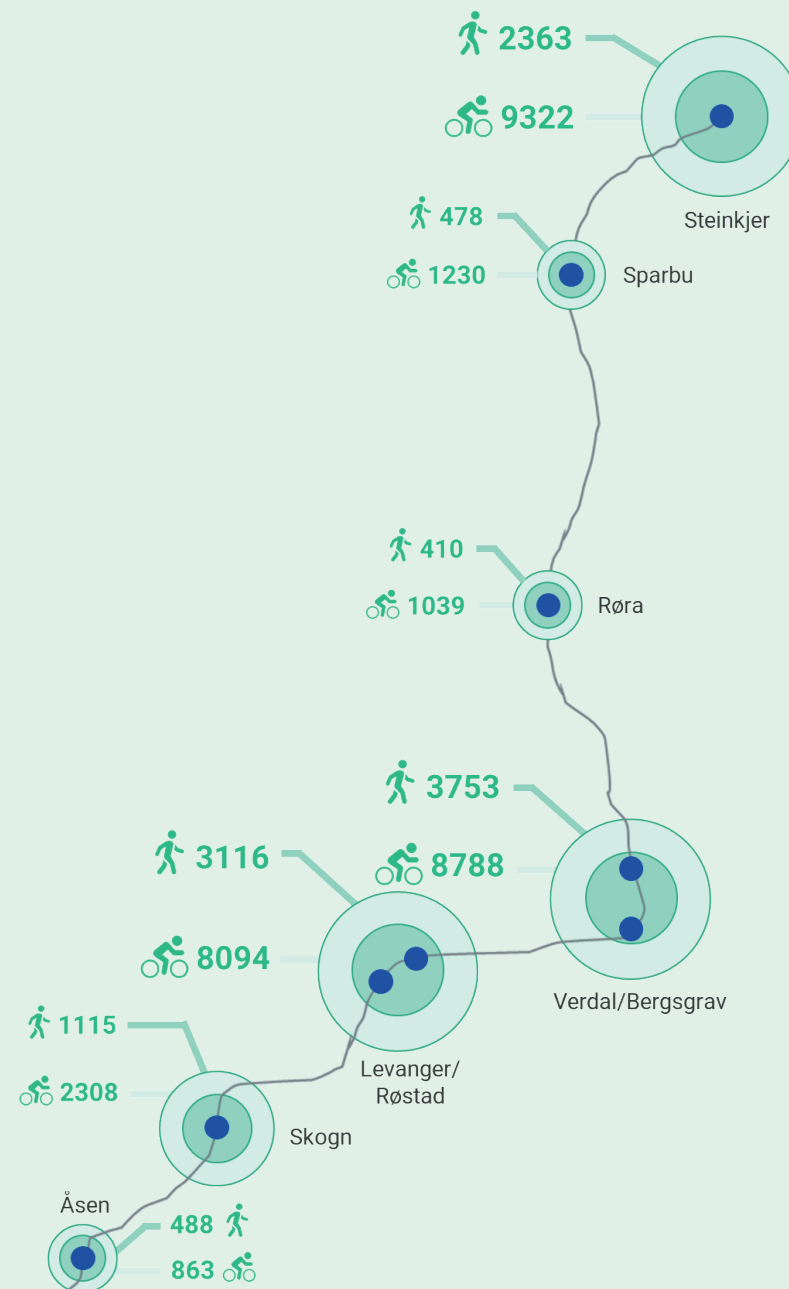 2363
9322
Steinkjer
478
1230
Sparbu
410
1039
Røra
3753
8788
Verdal/Bergsgrav
3116
8094
Levanger/
Røstad
1115
2308
Skogn
Åsen
488
863